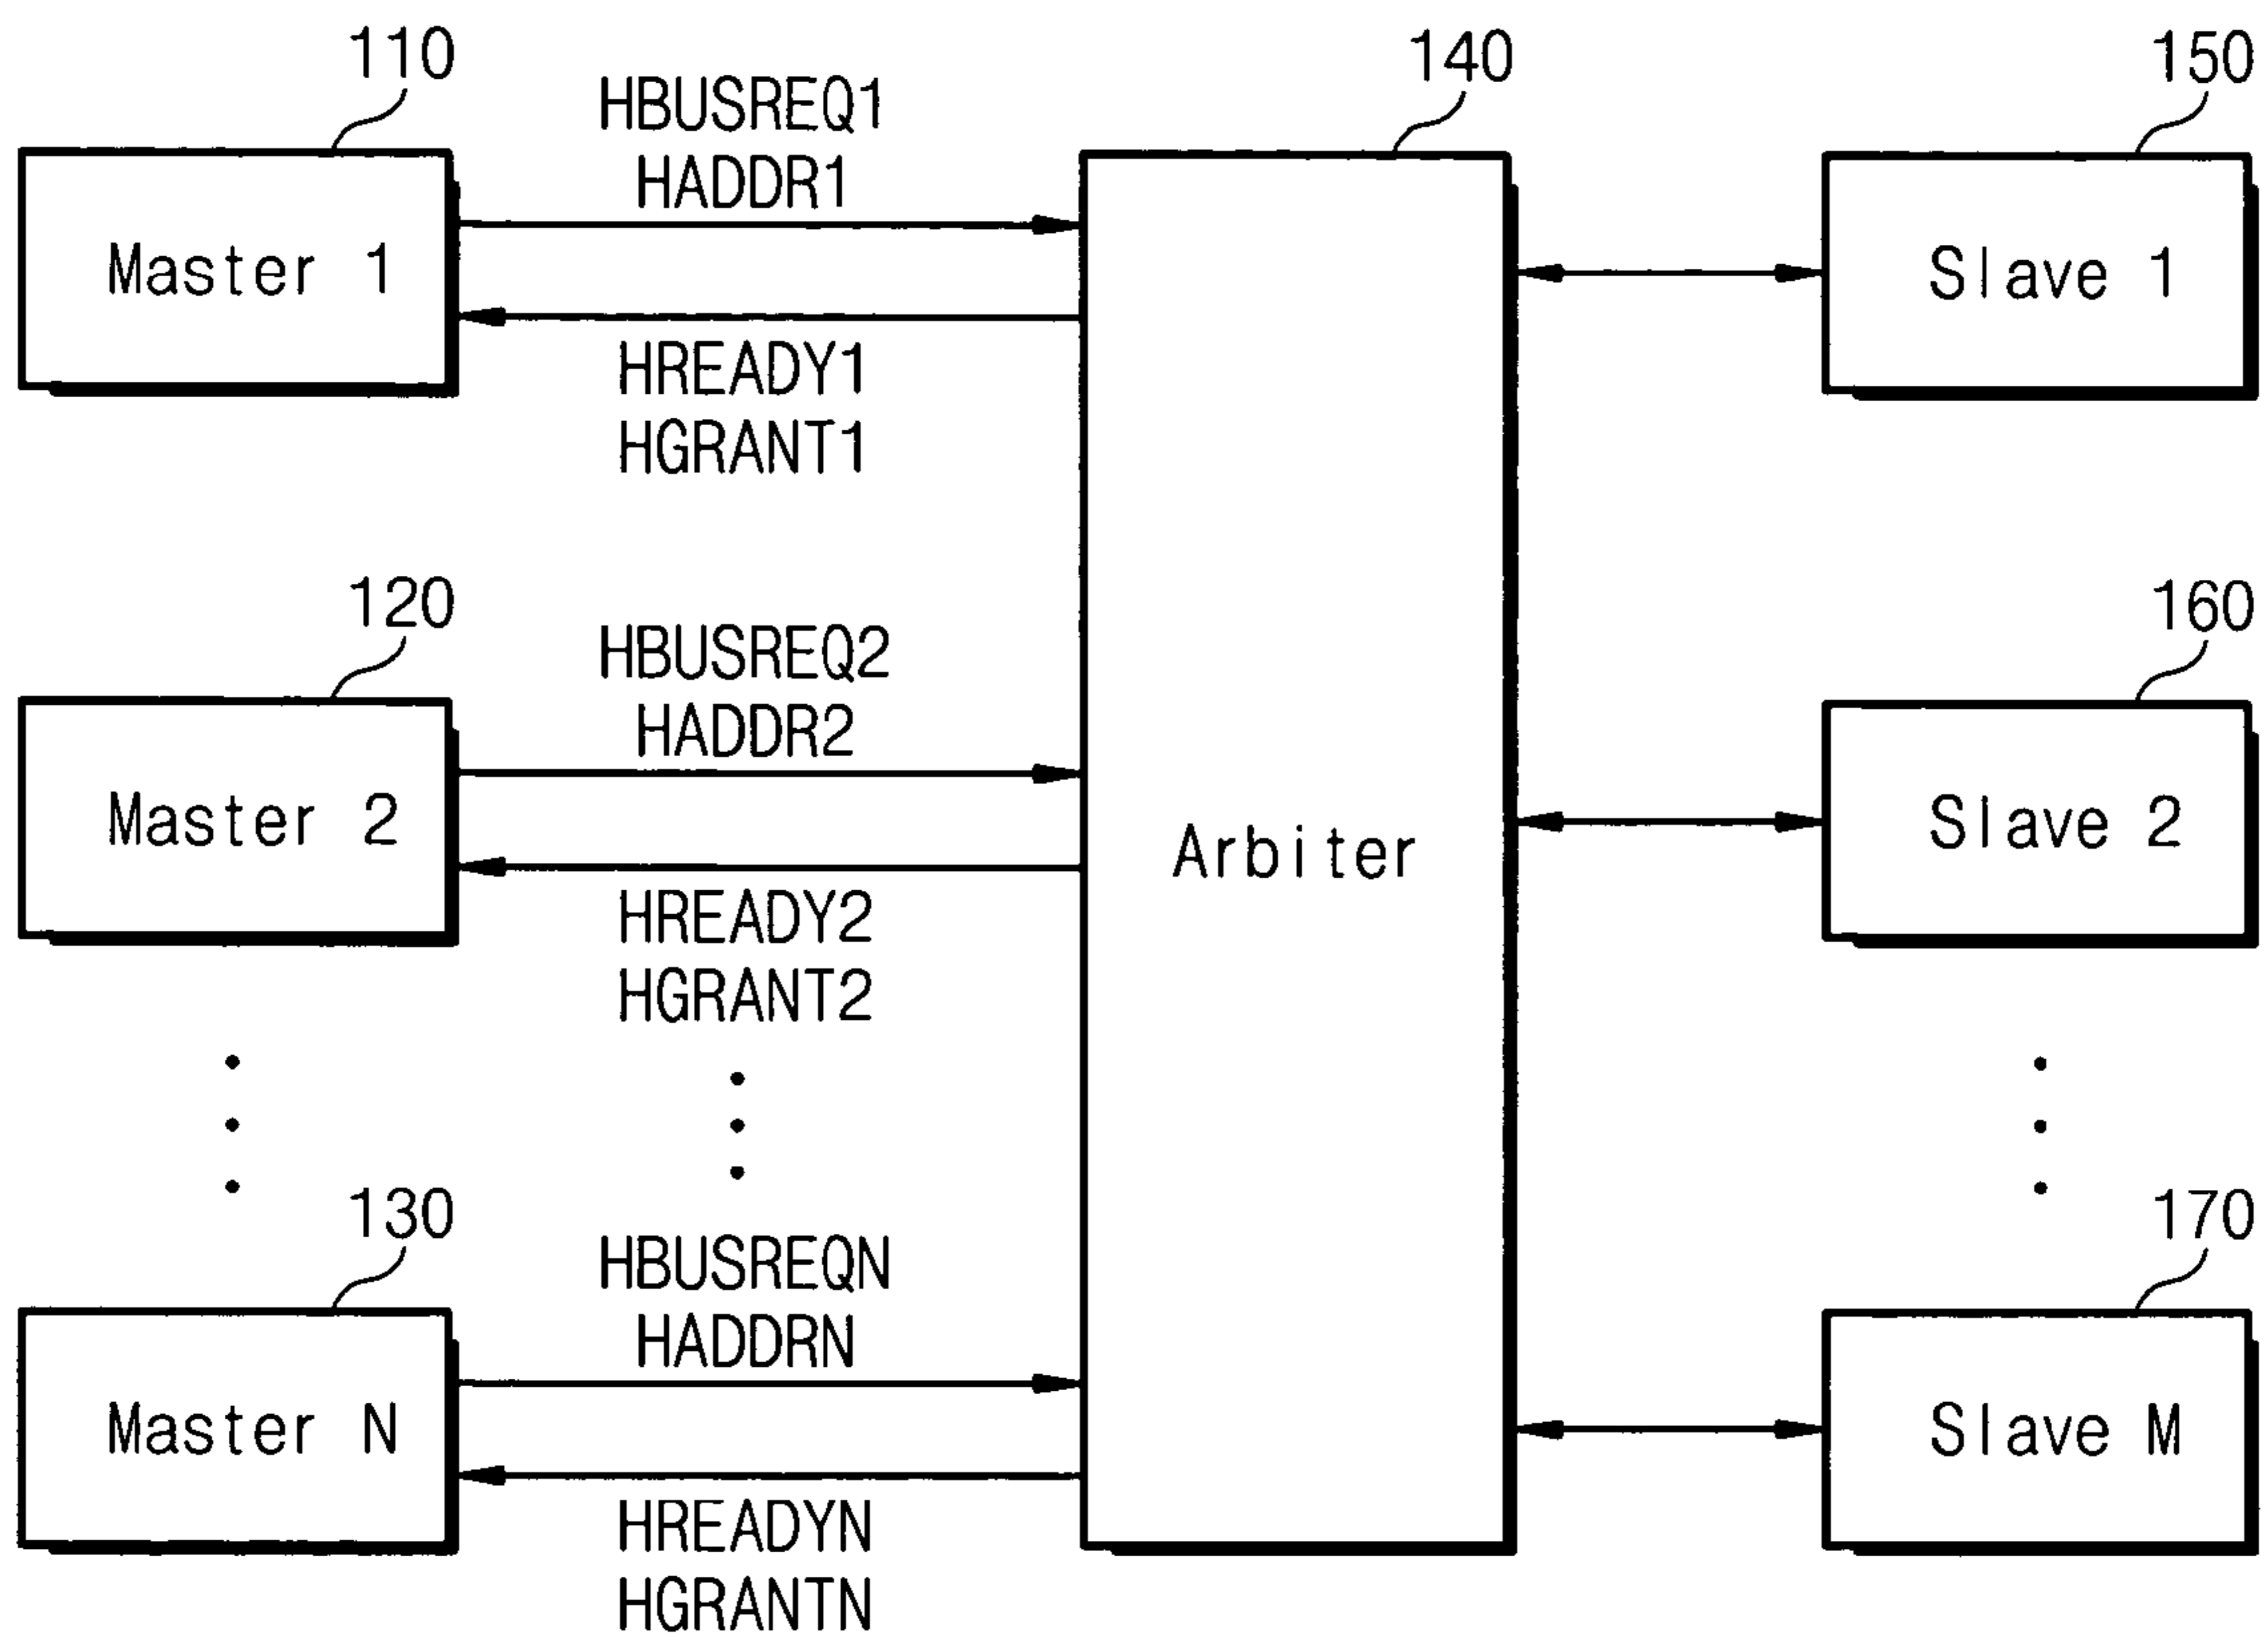 110
140
150
HBUSREQ1
HADDR1
Master 1
Slave 1
HREADY1
HGRANT1
120
160
HBUSREQ2
HADDR2
Master 2
Arbiter
Slave 2
HREADY2
HGRANT2
130
170
HBUSREQN
HADDRN
Master N
Slave M
HREADYN
HGRANTN